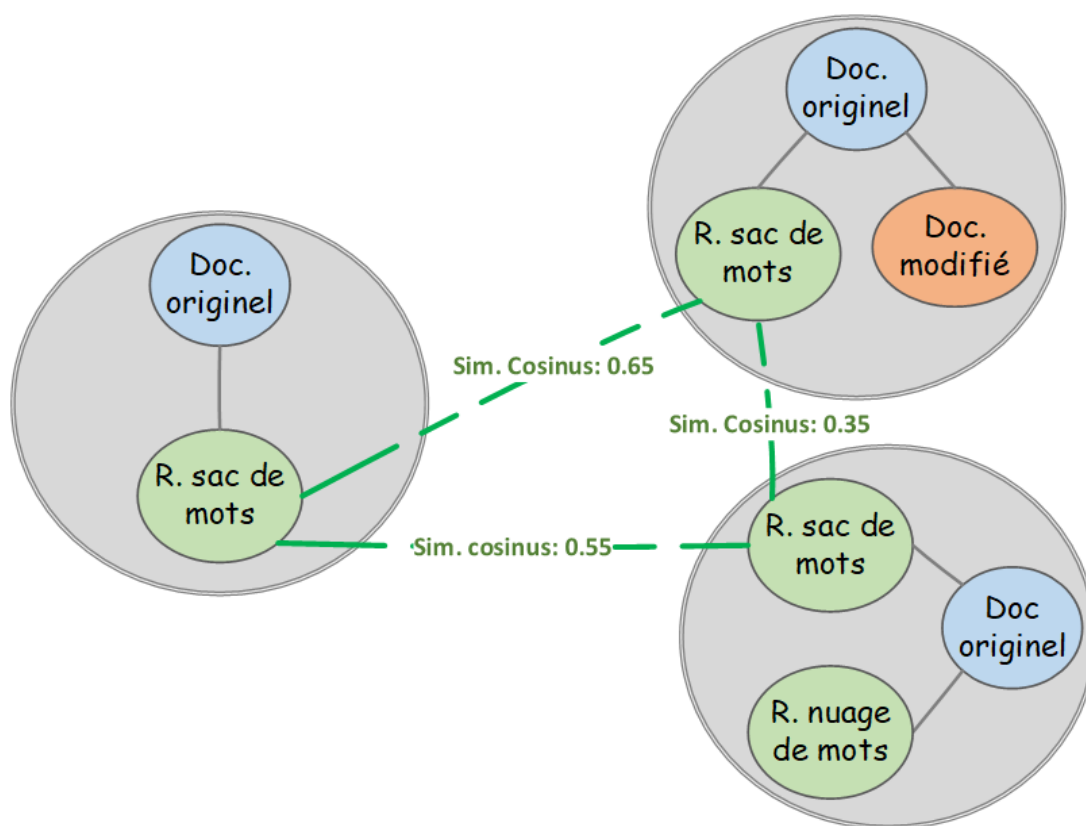 Doc.
originel
R. sac de
mots
Doc.
modifié
Doc.
originel
R. sac de
mots
Sim. Cosinus: 0.65
Sim. Cosinus: 0.35
Sim. cosinus: 0.55
R. sac de
mots
Doc
originel
R. nuage
de mots